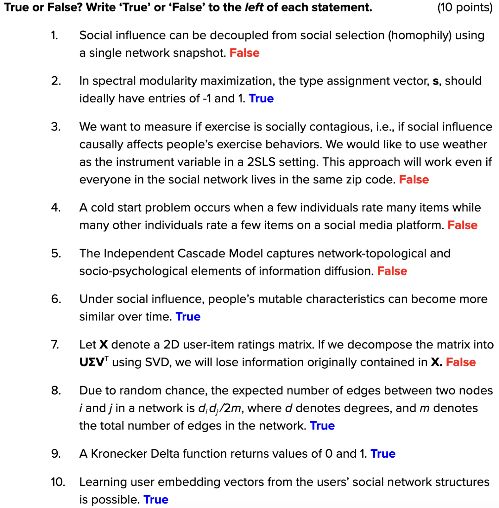 True or False? Write ‘True’ or ‘False’ to the left of each statement. (10 points)
1. Social influence can be decoupled from social selection (homophily) using
a single network snapshot. False
2. In spectral modularity maximization, the type assignment vector, s, should
ideally have entries of -1 and 1. True
3. We want to measure if exercise is socially contagious, i.e., if social influence
causally affects people’s exercise behaviors. We would like to use weather
as the instrument variable in a 2SLS setting. This approach will work even if
everyone in the social network lives in the same zip code. False
4. A cold start problem occurs when a few individuals rate many items while
many other individuals rate a few items on a social media platform. False
5. The Independent Cascade Model captures network-topological and
socio-psychological elements of information diffusion. False
6. Under social influence, people’s mutable characteristics can become more
similar over time. True
7. Let X denote a 2D user-item ratings matrix. If we decompose the matrix into
UΣVᵀ using SVD, we will lose information originally contained in X. False
8. Due to random chance, the expected number of edges between two nodes
i and j in a network is dᵢdⱼ/2m, where d denotes degrees, and m denotes
the total number of edges in the network. True
9. A Kronecker Delta function returns values of 0 and 1. True
10. Learning user embedding vectors from the users’ social network structures
is possible. True